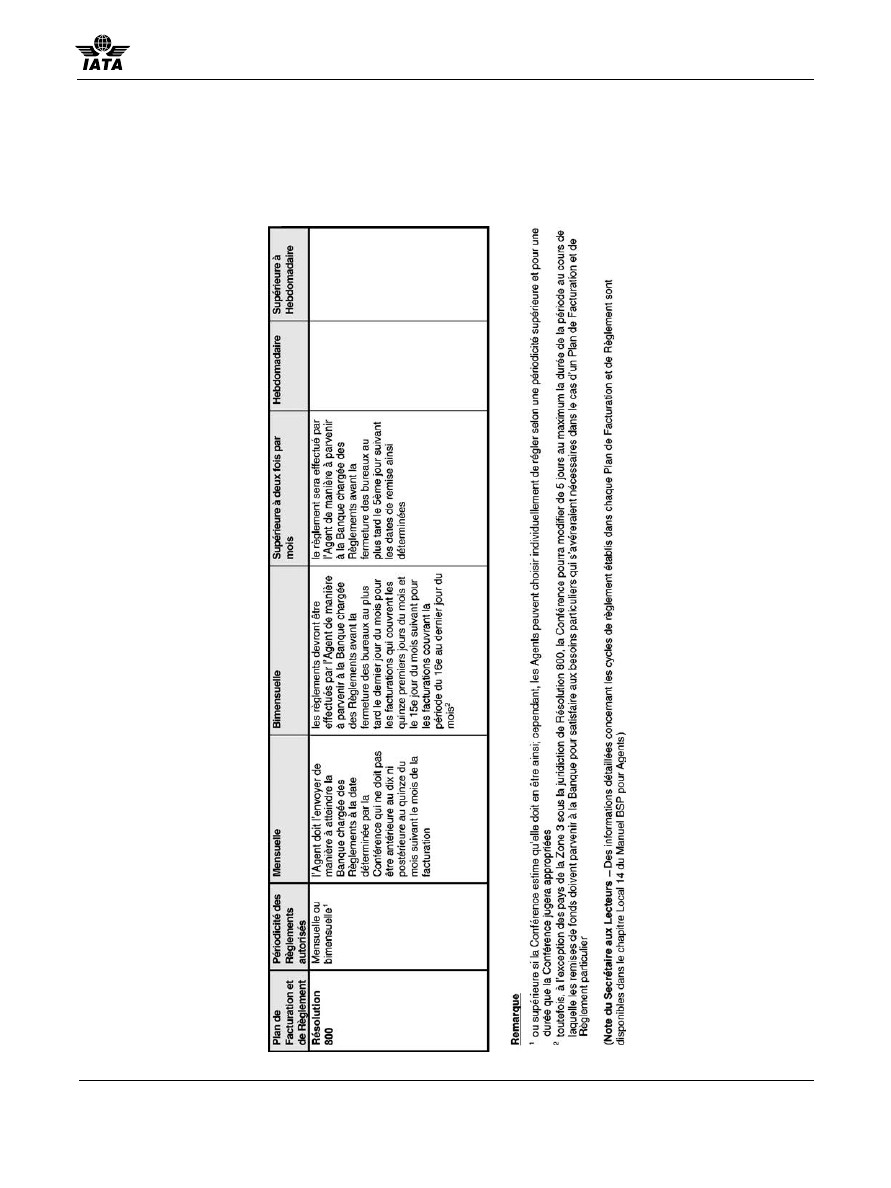 IATA
Plan de
Facturation et
de Règlement
Périodicité des
Règlements
autorisés
Mensuelle
Bimensuelle
Supérieure à deux fois par
mois
Hebdomadaire
Supérieure à
Hebdomadaire
Résolution
800
Mensuelle ou
bimensuelle¹
l'Agent doit l'envoyer de
manière à atteindre la
Banque chargée des
Règlements à la date
déterminée par la
Conférence qui ne doit pas
être antérieure au dix ni
postérieure au quinze du
mois suivant le mois de la
facturation
les règlements devront être
effectués par l'Agent de manière
à parvenir à la Banque chargée
des Règlements avant la
fermeture des bureaux au plus
tard le dernier jour du mois pour
les facturations qui couvrent les
quinze premiers jours du mois et
le 15e jour du mois suivant pour
les facturations couvrant la
période du 16e au dernier jour du
mois²
le règlement sera effectué par
l'Agent de manière à parvenir
à la Banque chargée des
Règlements avant la
fermeture des bureaux au
plus tard le 5ème jour suivant
les dates de remise ainsi
déterminées
Remarque
¹ ou supérieure si la Conférence estime qu'elle doit en être ainsi; cependant, les Agents peuvent choisir individuellement de régler selon une périodicité supérieure et pour une
durée que la Conférence jugera appropriées
² toutefois, à l'exception des pays de la Zone 3 sous la juridiction de Résolution 800, la Conférence pourra modifier de 5 jours au maximum la durée de la période au cours de
laquelle les remises de fonds doivent parvenir à la Banque pour satisfaire aux besoins particuliers qui s'avéreraient nécessaires dans le cas d'un Plan de Facturation et de
Règlement particulier
(Note du Secrétaire aux Lecteurs – Des informations détaillées concernant les cycles de règlement établis dans chaque Plan de Facturation et de Règlement sont
disponibles dans le chapitre Local 14 du Manuel BSP pour Agents)